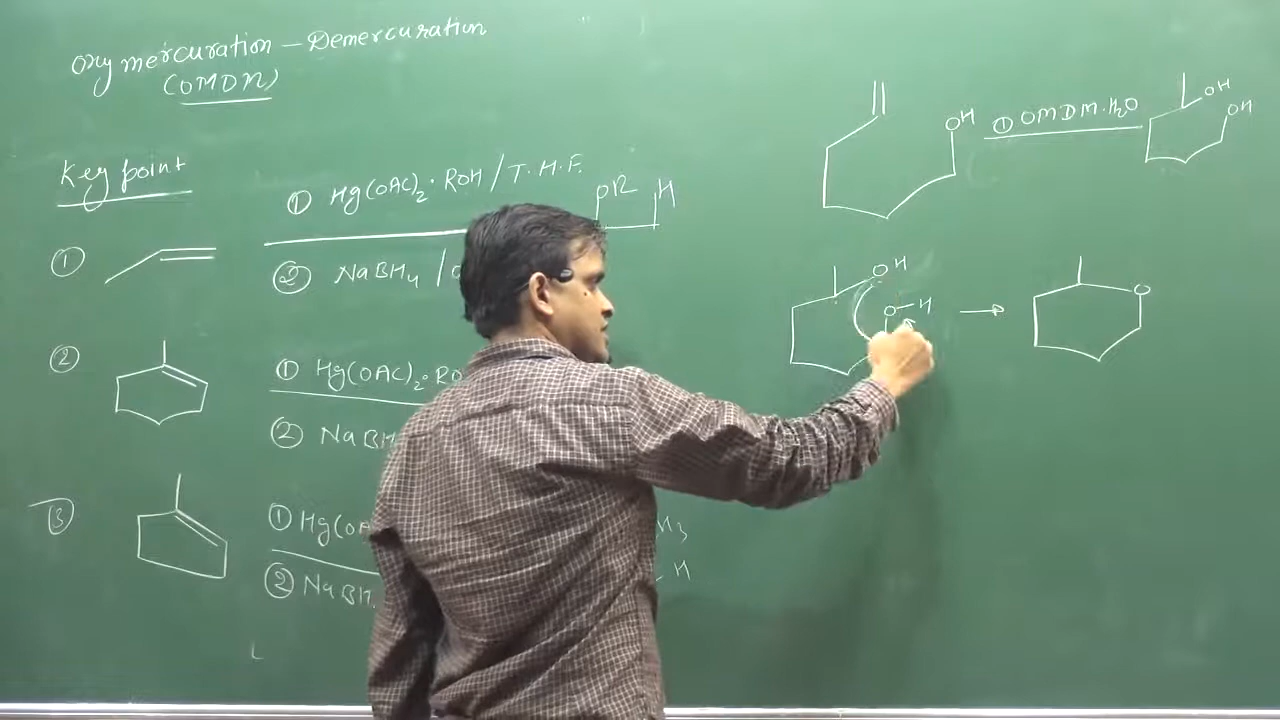 Oxymercuration - Demercuration
(OMDM)
Key point
① Hg(OAC)₂·ROH / T.H.F.
OR H
①
② NaBH₄ /
②
① Hg(OAC)₂·RO
② NaBH
③
① Hg(OA
H₃
② NaBH
H
OH
① OMDM·H₂O
OH
OH
OH
O-H
→
O